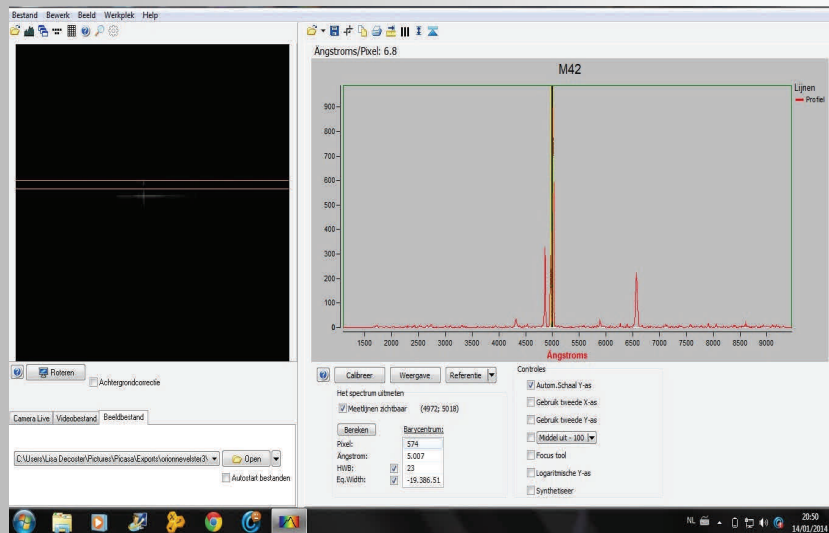 Bestand Bewerk Beeld Werkplek Help
Ångstroms/Pixel: 6.8
M42
Lijnen
Profiel
900
800
700
600
500
400
300
200
100
0
1500 2000 2500 3000 3500 4000 4500 5000 5500 6000 6500 7000 7500 8000 8500 9000
Ångstroms
Roteren
Achtergrondcorrectie
Camera Live Videobestand Beeldbestand
C:\Users\Lisa Decoster\Pictures\Picasa\Exports\orionnevelster3\
Open
Autostart bestanden
Calibreer Weergave Referentie
Het spectrum uitmeten
Meetlijnen zichtbaar (4972; 5018)
Bereken Barycentrum:
Pixel: 574
Ångstrom: 5.007
HWB: 23
Eq.Width: -19.386.51
Controles
Autom.Schaal Y-as
Gebruik tweede X-as
Gebruik tweede Y-as
Middel uit - 100
Focus tool
Logaritmische Y-as
Synthetiseer
NL
20:50
14/01/2014